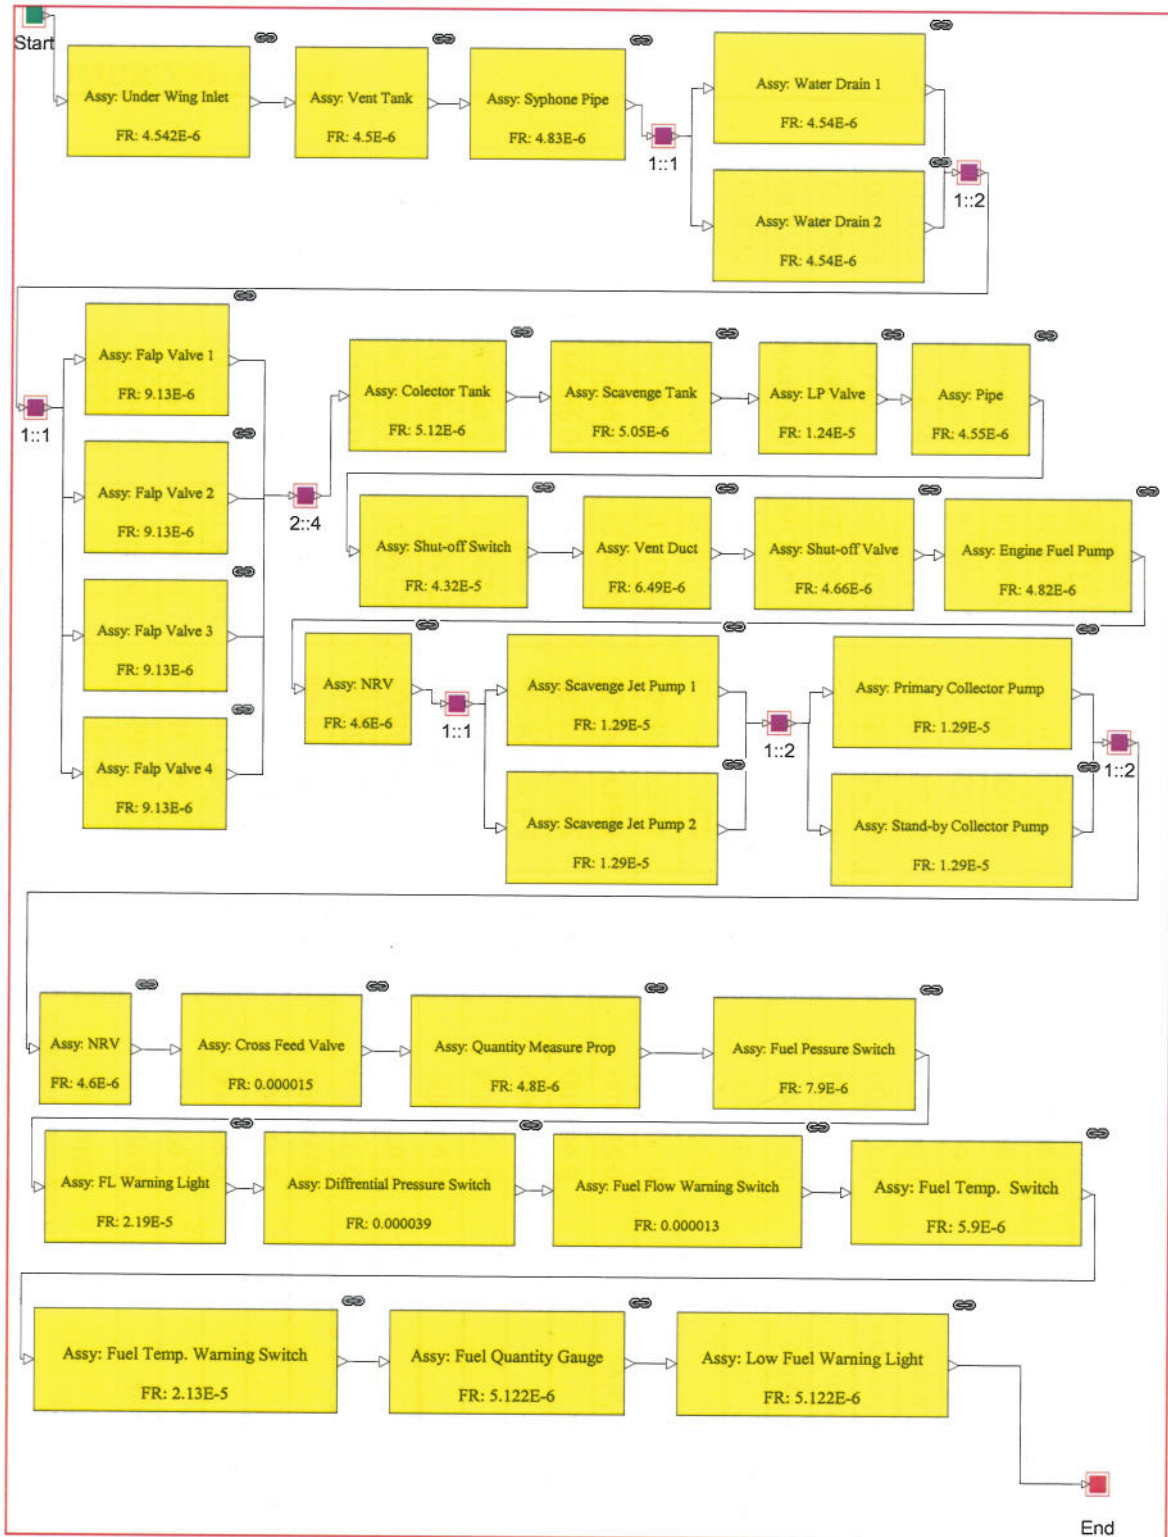 Start
Assy: Under Wing Inlet
FR: 4.542E-6
Assy: Vent Tank
FR: 4.5E-6
Assy: Syphone Pipe
FR: 4.83E-6
1::1
Assy: Water Drain 1
FR: 4.54E-6
Assy: Water Drain 2
FR: 4.54E-6
1::2
1::1
Assy: Falp Valve 1
FR: 9.13E-6
Assy: Falp Valve 2
FR: 9.13E-6
Assy: Falp Valve 3
FR: 9.13E-6
Assy: Falp Valve 4
FR: 9.13E-6
2::4
Assy: Colector Tank
FR: 5.12E-6
Assy: Scavenge Tank
FR: 5.05E-6
Assy: LP Valve
FR: 1.24E-5
Assy: Pipe
FR: 4.55E-6
Assy: Shut-off Switch
FR: 4.32E-5
Assy: Vent Duct
FR: 6.49E-6
Assy: Shut-off Valve
FR: 4.66E-6
Assy: Engine Fuel Pump
FR: 4.82E-6
Assy: NRV
FR: 4.6E-6
1::1
Assy: Scavenge Jet Pump 1
FR: 1.29E-5
Assy: Scavenge Jet Pump 2
FR: 1.29E-5
1::2
Assy: Primary Collector Pump
FR: 1.29E-5
Assy: Stand-by Collector Pump
FR: 1.29E-5
1::2
Assy: NRV
FR: 4.6E-6
Assy: Cross Feed Valve
FR: 0.000015
Assy: Quantity Measure Prop
FR: 4.8E-6
Assy: Fuel Pessure Switch
FR: 7.9E-6
Assy: FL Warning Light
FR: 2.19E-5
Assy: Diffrential Pressure Switch
FR: 0.000039
Assy: Fuel Flow Warning Switch
FR: 0.000013
Assy: Fuel Temp. Switch
FR: 5.9E-6
Assy: Fuel Temp. Warning Switch
FR: 2.13E-5
Assy: Fuel Quantity Gauge
FR: 5.122E-6
Assy: Low Fuel Warning Light
FR: 5.122E-6
End